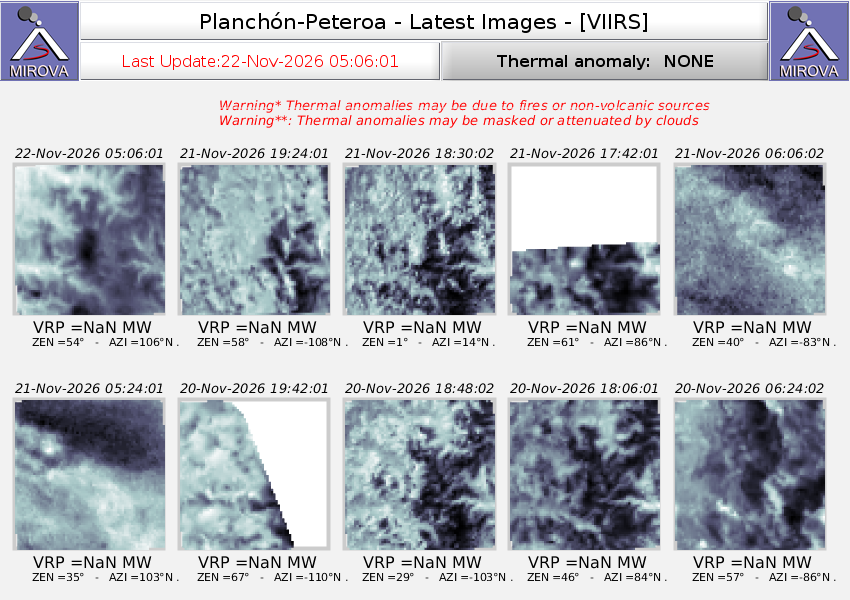 Planchón-Peteroa - Latest Images - [VIIRS]
MIROVA
MIROVA
Last Update:22-Nov-2026 05:06:01
Thermal anomaly: NONE
Warning* Thermal anomalies may be due to fires or non-volcanic sources
Warning**: Thermal anomalies may be masked or attenuated by clouds
22-Nov-2026 05:06:01 21-Nov-2026 19:24:01 21-Nov-2026 18:30:02 21-Nov-2026 17:42:01 21-Nov-2026 06:06:02
VRP =NaN MW VRP =NaN MW VRP =NaN MW VRP =NaN MW VRP =NaN MW
ZEN =54° - AZI =106°N . ZEN =58° - AZI =-108°N . ZEN =1° - AZI =14°N . ZEN =61° - AZI =86°N . ZEN =40° - AZI =-83°N .
21-Nov-2026 05:24:01 20-Nov-2026 19:42:01 20-Nov-2026 18:48:02 20-Nov-2026 18:06:01 20-Nov-2026 06:24:02
VRP =NaN MW VRP =NaN MW VRP =NaN MW VRP =NaN MW VRP =NaN MW
ZEN =35° - AZI =103°N . ZEN =67° - AZI =-110°N . ZEN =29° - AZI =-103°N . ZEN =46° - AZI =84°N . ZEN =57° - AZI =-86°N .